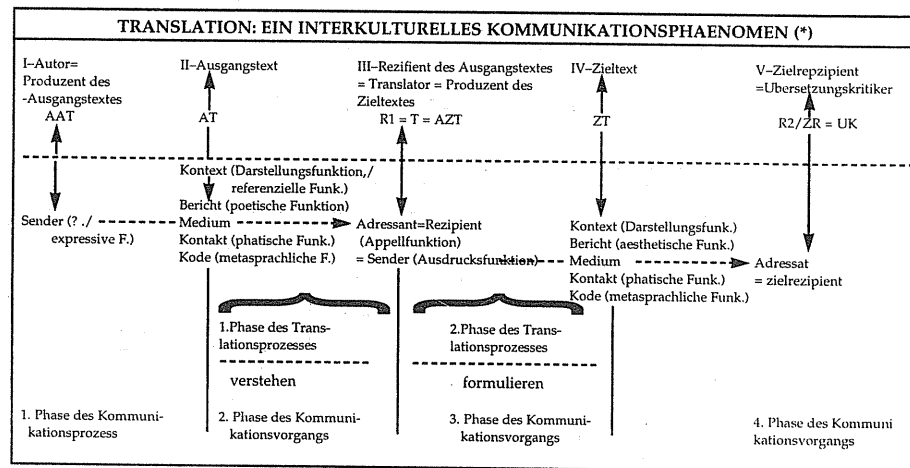 TRANSLATION: EIN INTERKULTURELLES KOMMUNIKATIONSPHAENOMEN (*)
I–Autor=
Produzent des
-Ausgangstextes
AAT
II–Ausgangstext
AT
III-Rezifient des Ausgangstextes
= Translator = Produzent des
Zieltextes
R1 = T = AZT
IV–Zieltext
ZT
V–Zielrepzipient
=Ubersetzungskritiker
R2/ZR = UK
Sender (? ./
expressive F.)
Kontext (Darstellungsfunktion,/
referenzielle Funk.)
Bericht (poetische Funktion)
Medium
Kontakt (phatische Funk.)
Kode (metasprachliche F.)
Adressant=Rezipient
(Appellfunktion)
= Sender (Ausdrucksfunktion)
Kontext (Darstellungsfunk.)
Bericht (aesthetische Funk.)
Medium
Kontakt (phatische Funk.)
Kode (metasprachliche Funk.)
Adressat
= zielrezipient
1.Phase des Trans-
lationsprozesses
verstehen
2.Phase des Trans-
lationsprozesses
formulieren
1. Phase des Kommuni-
kationsprozess
2. Phase des Kommuni-
kationsvorgangs
3. Phase des Kommuni-
kationsvorgangs
4. Phase des Kommuni
kationsvorgangs